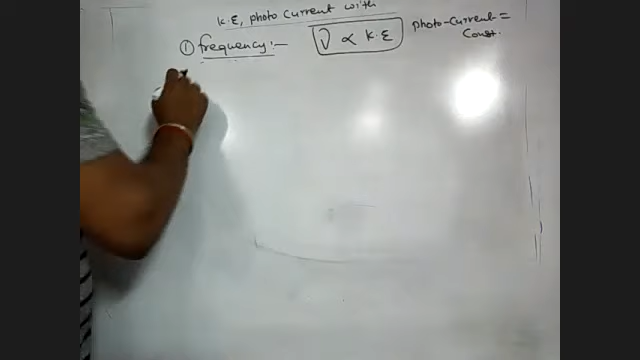 K.E, photo current with
① frequency:- ν ∝ K.E photo-current =
Const.